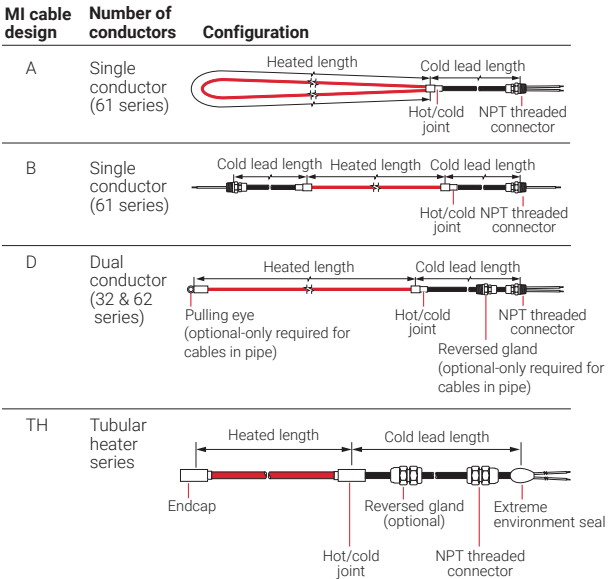 MI cable design
Number of conductors
Configuration
A
Single
conductor
(61 series)
Heated length
Cold lead length
Hot/cold
joint
NPT threaded
connector
B
Single
conductor
(61 series)
Cold lead length
Heated length
Cold lead length
Hot/cold
joint
NPT threaded
connector
D
Dual
conductor
(32 & 62
series)
Heated length
Cold lead length
Pulling eye
(optional-only required for
cables in pipe)
Hot/cold
joint
NPT threaded
connector
Reversed gland
(optional-only required for
cables in pipe)
TH
Tubular
heater
series
Heated length
Cold lead length
Endcap
Reversed gland
(optional)
Extreme
environment seal
Hot/cold
joint
NPT threaded
connector